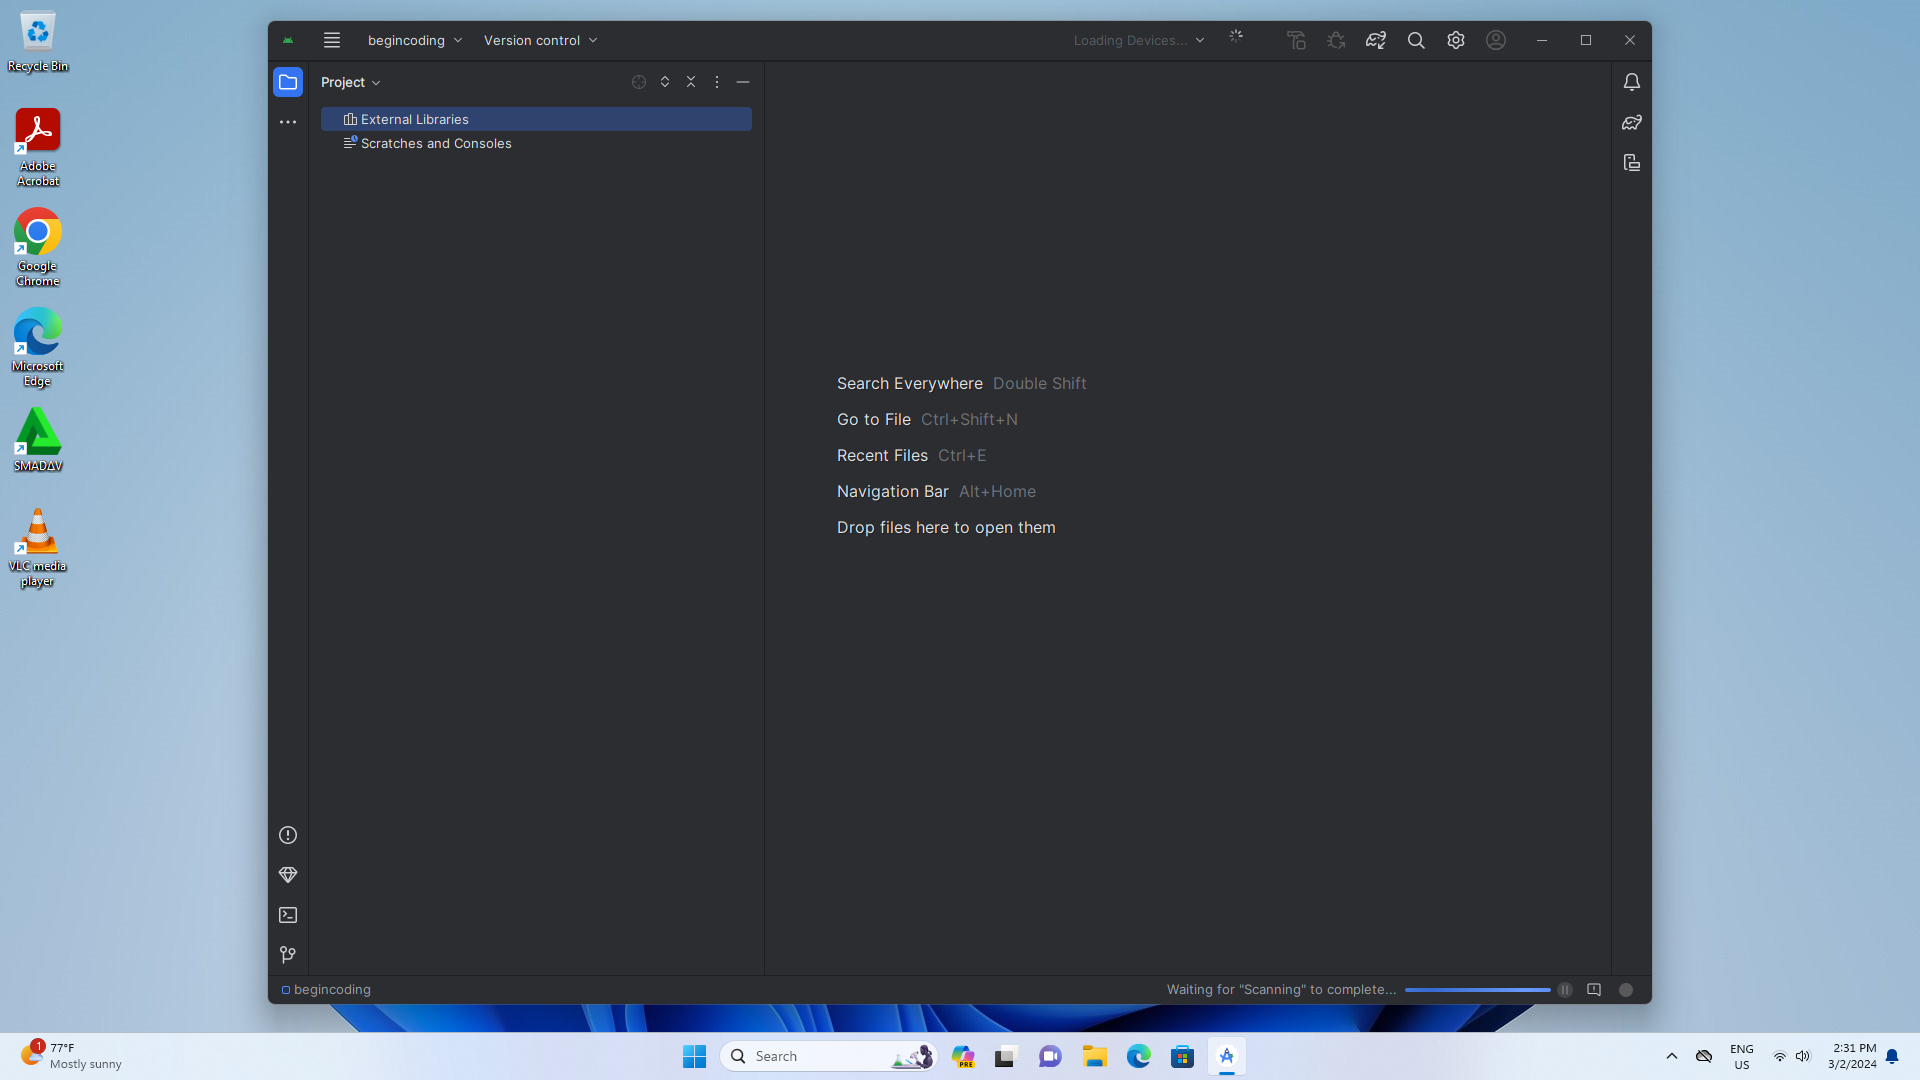 Recycle Bin
Adobe
Acrobat
Google
Chrome
Microsoft
Edge
SMADΔV
VLC media
player
begincoding
Version control
Loading Devices...
Project
External Libraries
Scratches and Consoles
Search Everywhere Double Shift
Go to File Ctrl+Shift+N
Recent Files Ctrl+E
Navigation Bar Alt+Home
Drop files here to open them
begincoding
Waiting for "Scanning" to complete...
1
77°F
Mostly sunny
Search
PRE
ENG
US
2:31 PM
3/2/2024